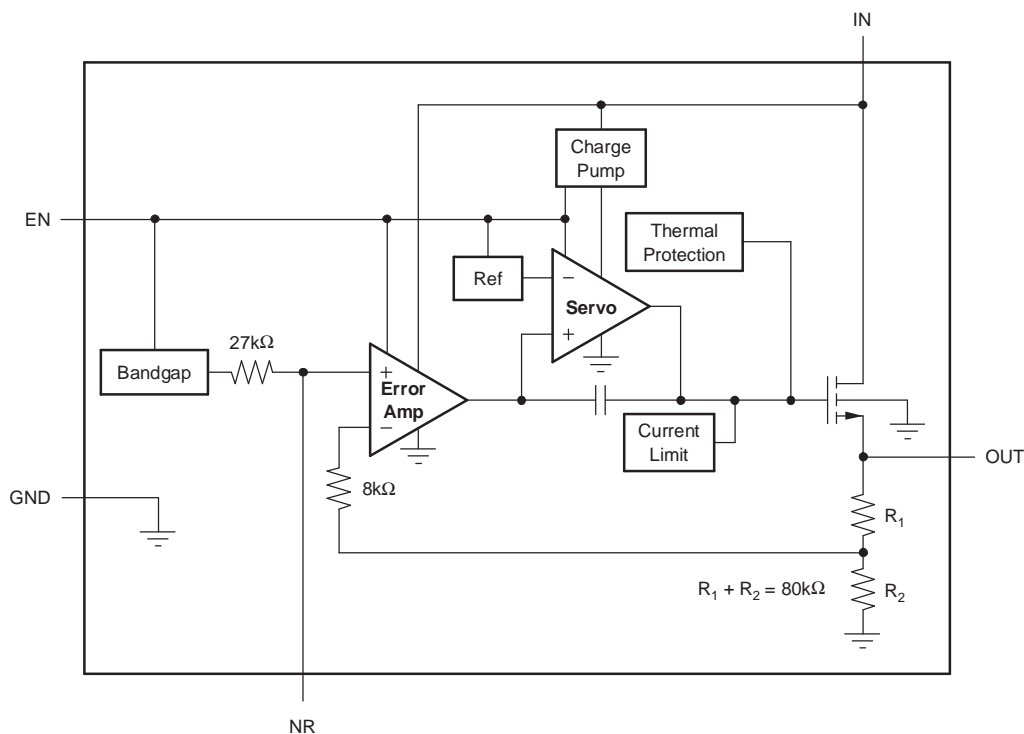 IN
Charge
Pump
EN
Thermal
Protection
Ref
−
Servo
+
27kΩ
Bandgap
+
Error
Amp
−
Current
Limit
OUT
8kΩ
GND
R1
R1 + R2 = 80kΩ
R2
NR